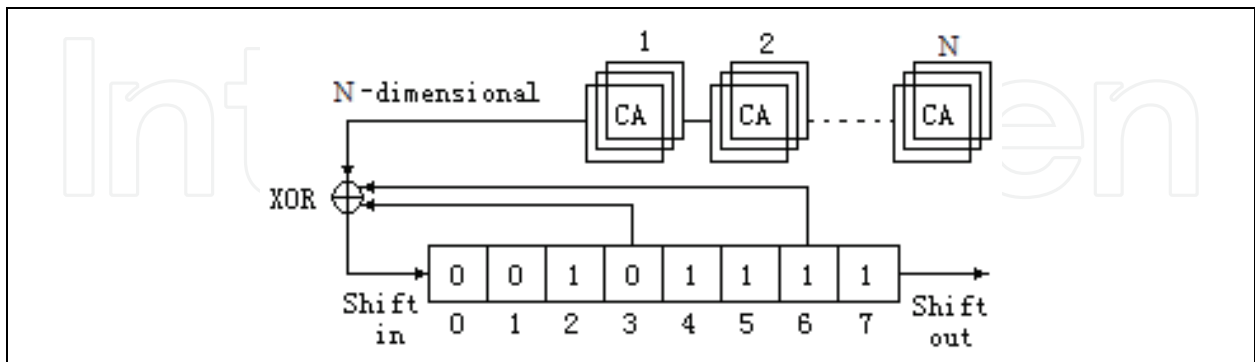 1 2 N
N-dimensional
CA CA CA
XOR
0 0 1 0 1 1 1 1
Shift in
0 1 2 3 4 5 6 7
Shift out